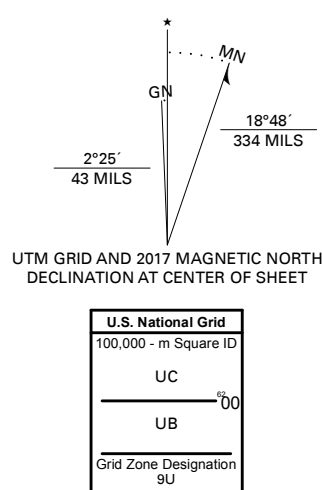 ★
MN
GN
18°48´
334 MILS
2°25´
43 MILS
UTM GRID AND 2017 MAGNETIC NORTH
DECLINATION AT CENTER OF SHEET
U.S. National Grid
100,000 - m Square ID
UC
6200
UB
Grid Zone Designation
9U